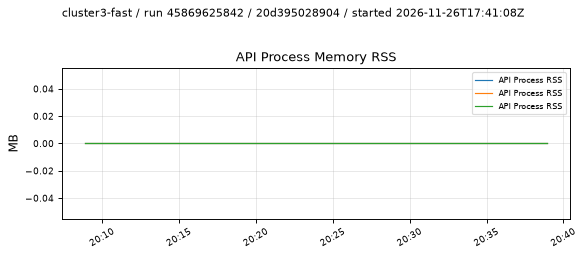 cluster3-fast / run 45869625842 / 20d395028904 / started 2026-11-26T17:41:08Z
API Process Memory RSS
API Process RSS
API Process RSS
API Process RSS
MB
0.04
0.02
0.00
−0.02
−0.04
20:10
20:15
20:20
20:25
20:30
20:35
20:40